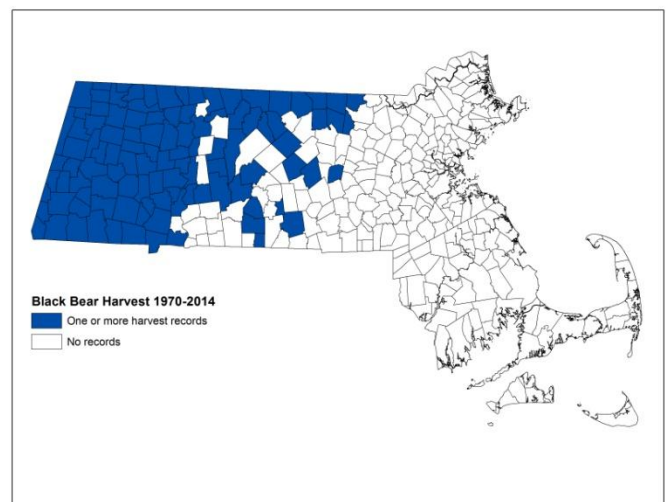 Black Bear Harvest 1970-2014
One or more harvest records
No records